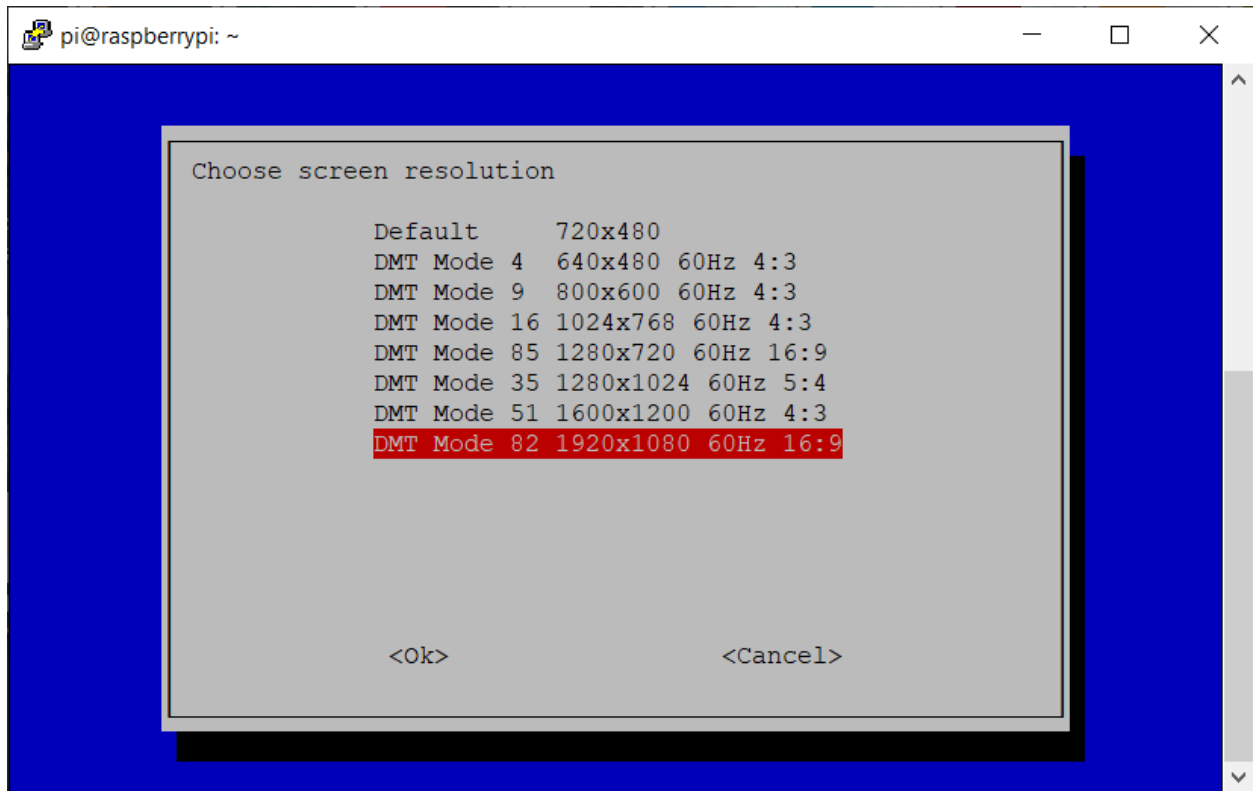 pi@raspberrypi: ~
Choose screen resolution
Default 720x480
DMT Mode 4 640x480 60Hz 4:3
DMT Mode 9 800x600 60Hz 4:3
DMT Mode 16 1024x768 60Hz 4:3
DMT Mode 85 1280x720 60Hz 16:9
DMT Mode 35 1280x1024 60Hz 5:4
DMT Mode 51 1600x1200 60Hz 4:3
DMT Mode 82 1920x1080 60Hz 16:9
<Ok> <Cancel>